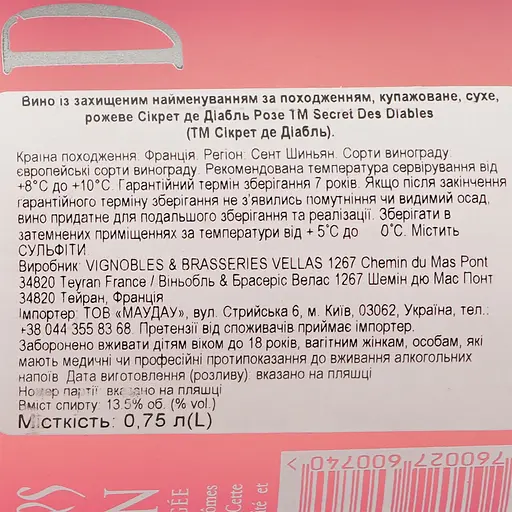 Вино із захищеним найменуванням за походженням, купажоване, сухе,
рожеве Сікрет де Діабль Розе ТМ Secret Des Diables
(ТМ Сікрет де Діабль).
Країна походження: Франція. Регіон: Сент Шиньян. Сорти винограду:
європейські сорти винограду. Рекомендована температура сервірування від
+8°С до +10°С. Гарантійний термін зберігання 7 років. Якщо після закінчення
гарантійного терміну зберігання не з'явились помутніння чи видимий осад,
вино придатне для подальшого зберігання та реалізації. Зберігати в
затемнених приміщеннях за температури від + 5°С до 0°С. Містить
СУЛЬФІТИ
Виробник: VIGNOBLES & BRASSERIES VELLAS 1267 Chemin du Mas Pont
34820 Teyran France / Віньобль & Брасеріс Велас 1267 Шемін дю Мас Понт
34820 Тейран, Франція
Імпортер: ТОВ «МАУДАУ», вул. Стрийська 6, м. Київ, 03062, Україна, тел.:
+38 044 355 83 68. Претензії від споживачів приймає імпортер.
Заборонено вживати дітям віком до 18 років, вагітним жінкам, особам, які
мають медичні чи професійні протипоказання до вживання алкогольних
напоїв. Дата виготовлення (розливу): вказано на пляшці
Номер партії: вказано на пляшці
Вміст спирту: 13.5% об. (% vol.)
Місткість: 0,75 л(L)
760027 600740 >